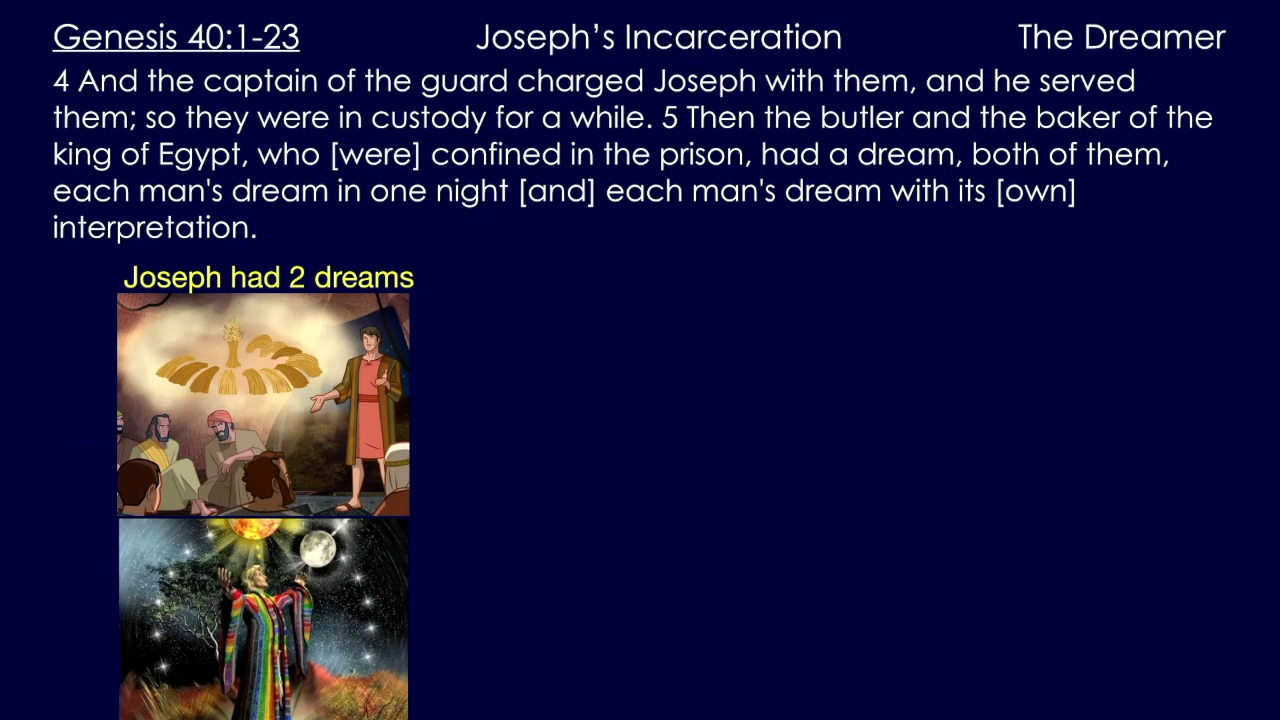 Genesis 40:1-23 Joseph’s Incarceration The Dreamer
4 And the captain of the guard charged Joseph with them, and he served
them; so they were in custody for a while. 5 Then the butler and the baker of the
king of Egypt, who [were] confined in the prison, had a dream, both of them,
each man's dream in one night [and] each man's dream with its [own]
interpretation.
Joseph had 2 dreams